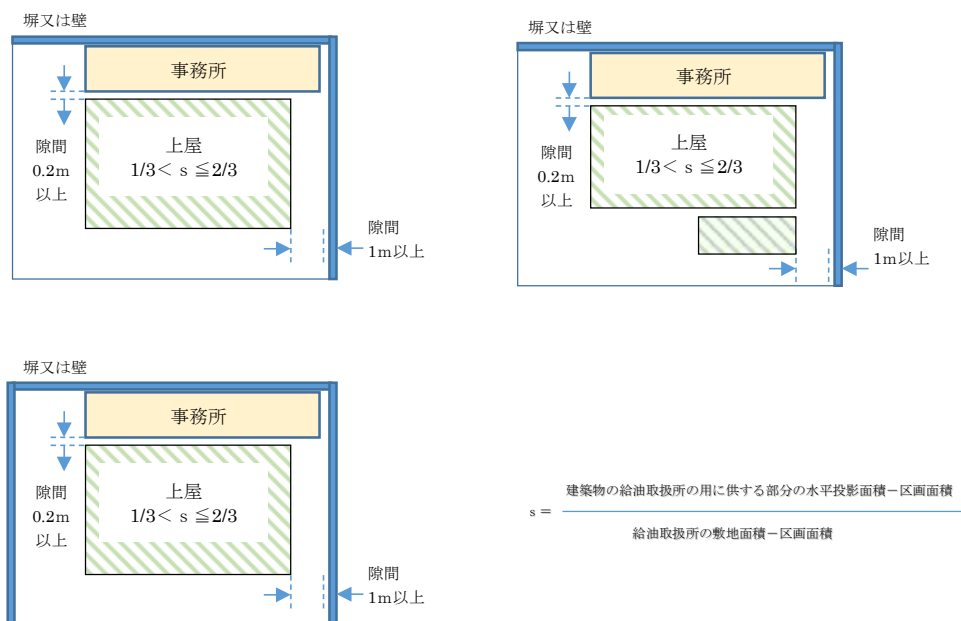 塀又は壁
事務所
隙間
0.2m
以上
上屋
1/3< s ≦2/3
隙間
1m以上
塀又は壁
事務所
隙間
0.2m
以上
上屋
1/3< s ≦2/3
隙間
1m以上
塀又は壁
事務所
隙間
0.2m
以上
上屋
1/3< s ≦2/3
隙間
1m以上
建築物の給油取扱所の用に供する部分の水平投影面積−区画面積
s =
給油取扱所の敷地面積−区画面積